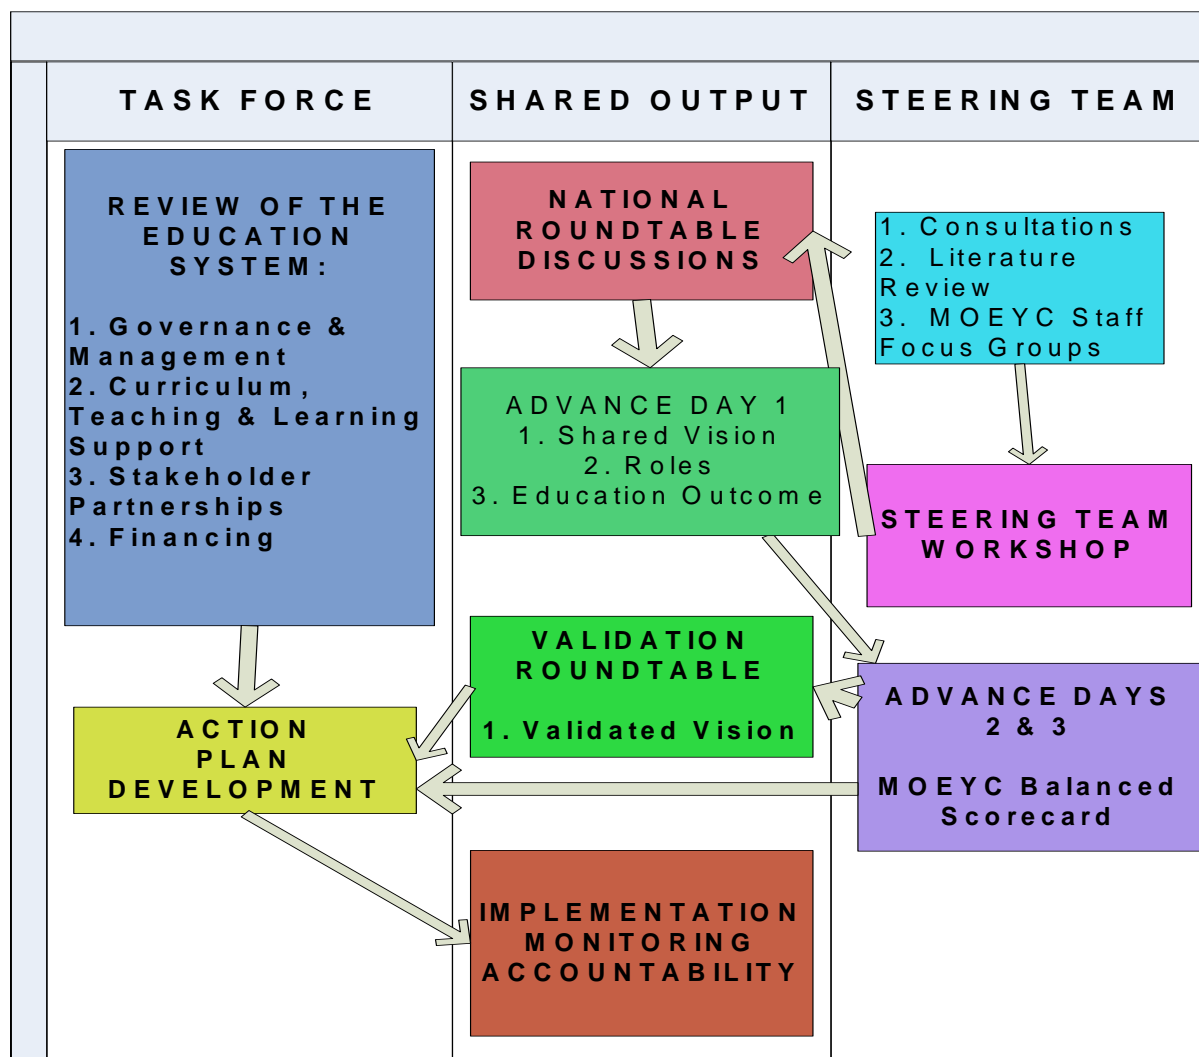 TASK FORCE
SHARED OUTPUT
STEERING TEAM
REVIEW OF THE
EDUCATION
SYSTEM:
1. Governance &
Management
2. Curriculum,
Teaching & Learning
Support
3. Stakeholder
Partnerships
4. Financing
NATIONAL
ROUNDTABLE
DISCUSSIONS
1. Consultations
2. Literature
Review
3. MOEYC Staff
Focus Groups
ADVANCE DAY 1
1. Shared Vision
2. Roles
3. Education Outcome
STEERING TEAM
WORKSHOP
VALIDATION
ROUNDTABLE
1. Validated Vision
ADVANCE DAYS
2 & 3
MOEYC Balanced
Scorecard
ACTION
PLAN
DEVELOPMENT
IMPLEMENTATION
MONITORING
ACCOUNTABILITY